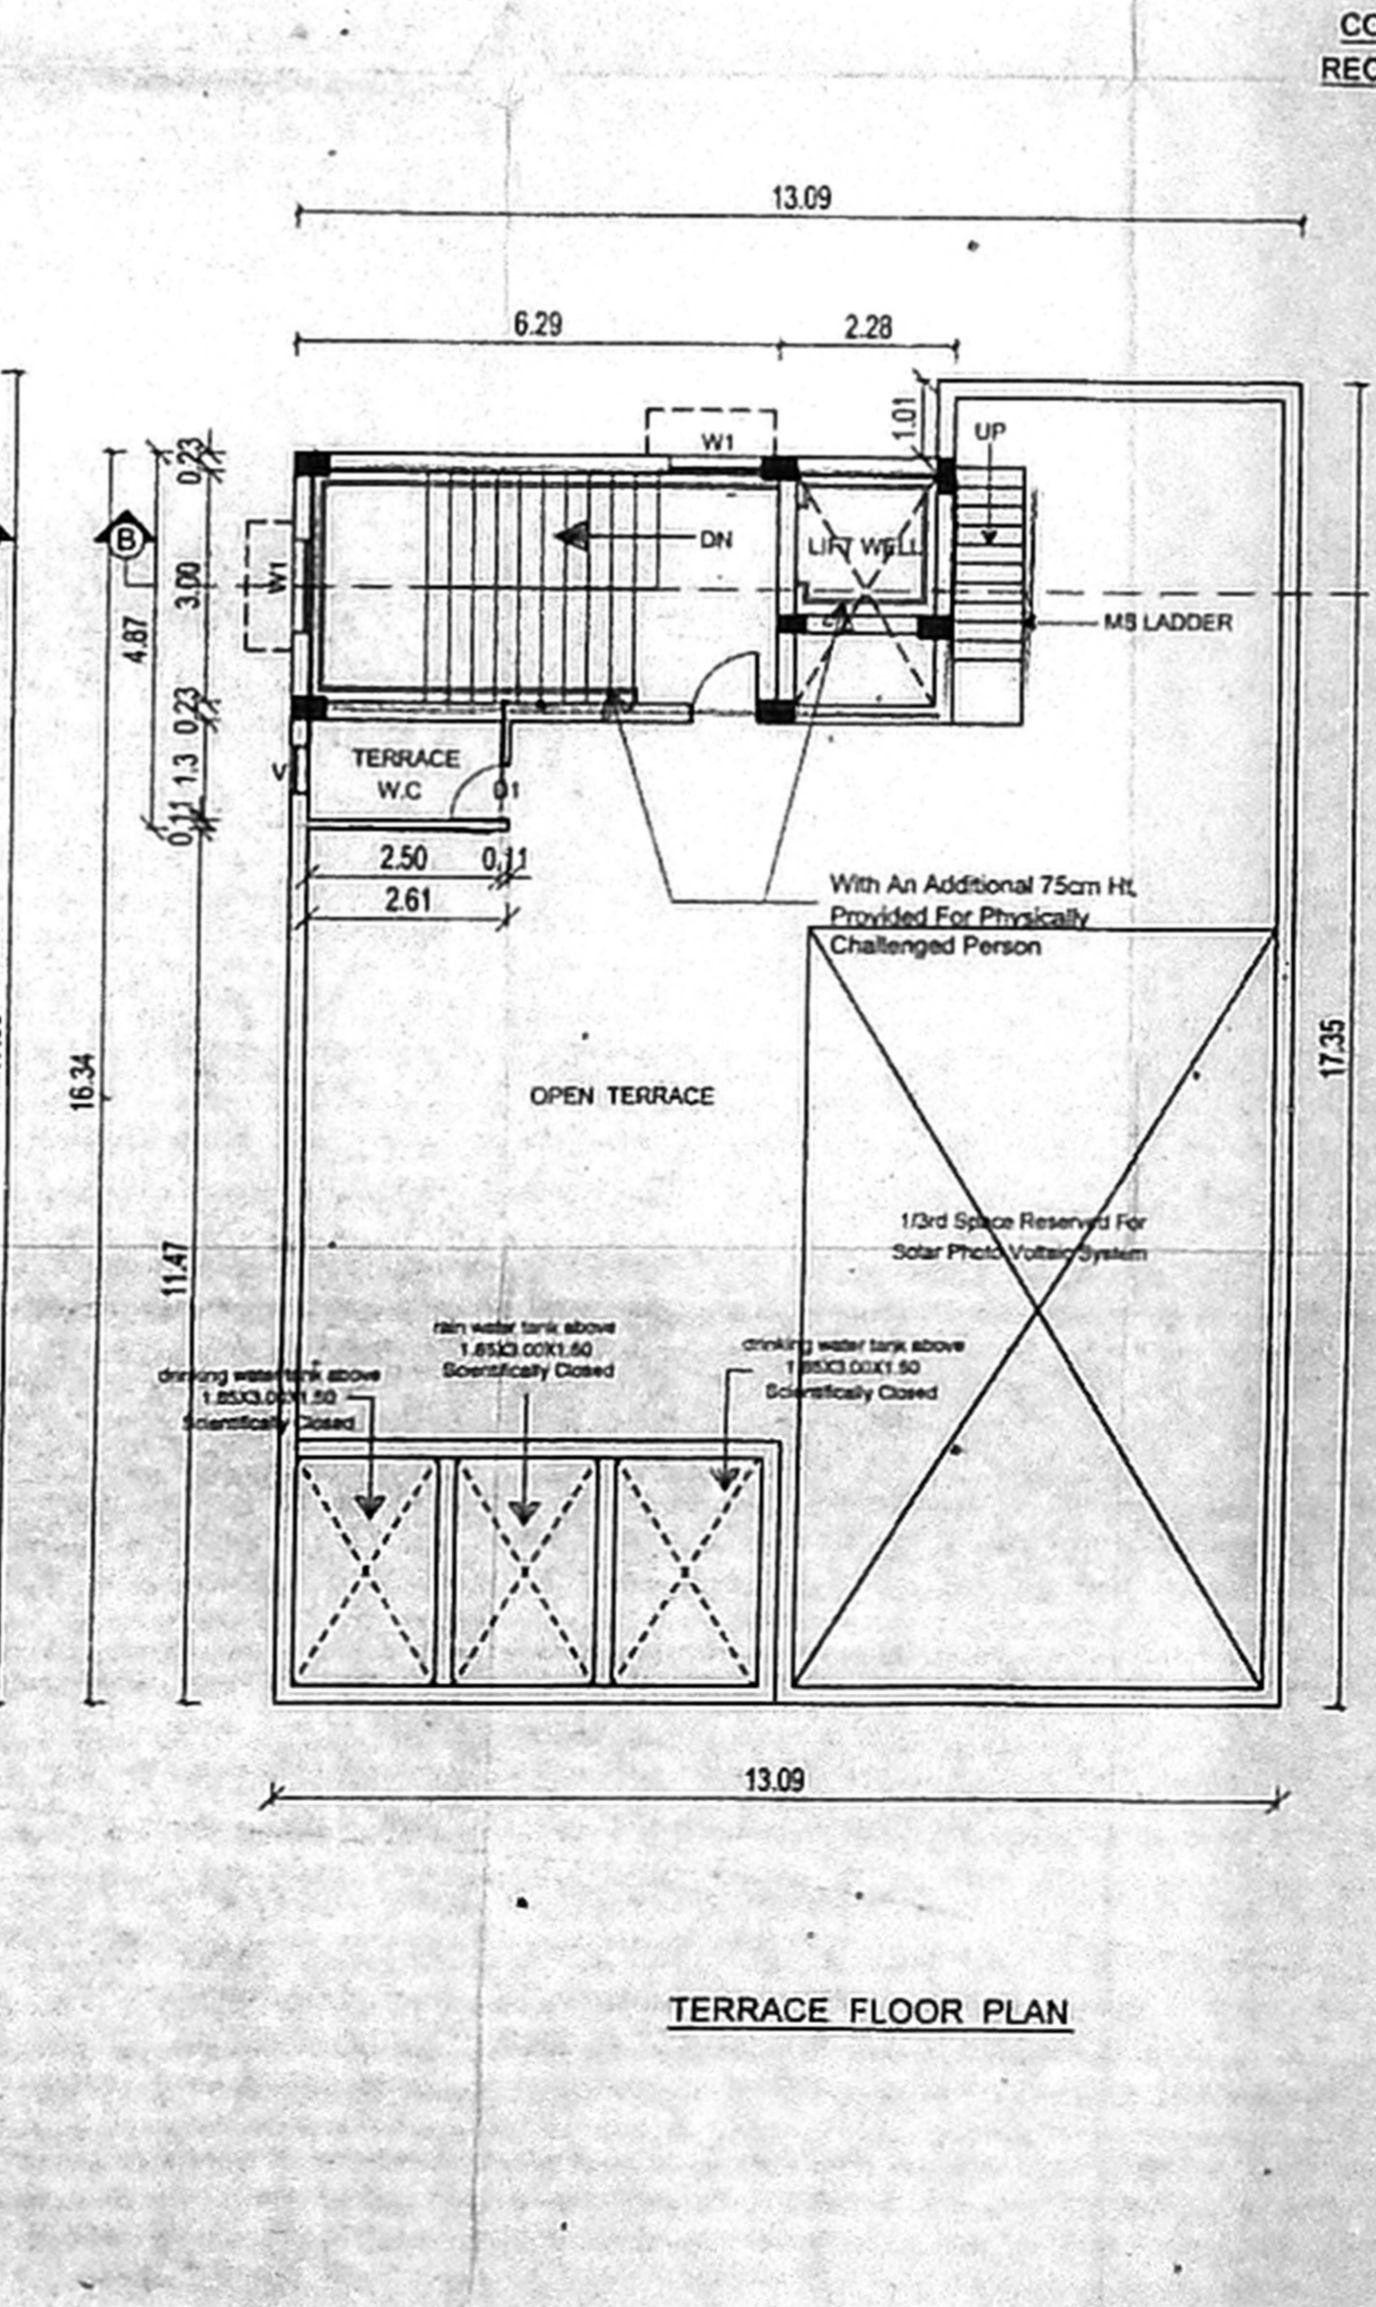 CO
REC
13.09
6.29
2.28
1.01
UP
W1
0.23
B
W1
3.00
4.87
DN
LIFT WELL
MS LADDER
0.23
TERRACE
W.C
V
D1
1.3
0.11
2.50
0.11
2.61
With An Additional 75cm Ht.
Provided For Physically
Challenged Person
16.34
17.35
OPEN TERRACE
1/3rd Space Reserved For
Solar Photo Voltaic System
11.47
rain water tank above
1.85X3.00X1.50
Scientifically Closed
drinking water tank above
1.85X3.00X1.50
Scientifically Closed
drinking water tank above
1.85X3.00X1.50
Scientifically Closed
13.09
TERRACE FLOOR PLAN